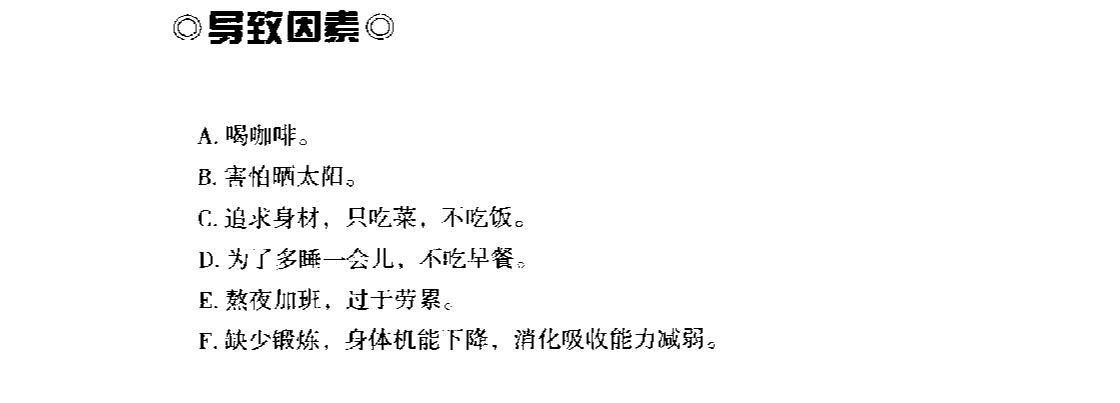 ◎导致因素◎
A. 喝咖啡。
B. 害怕晒太阳。
C. 追求身材，只吃菜，不吃饭。
D. 为了多睡一会儿，不吃早餐。
E. 熬夜加班，过于劳累。
F. 缺少锻炼，身体机能下降，消化吸收能力减弱。